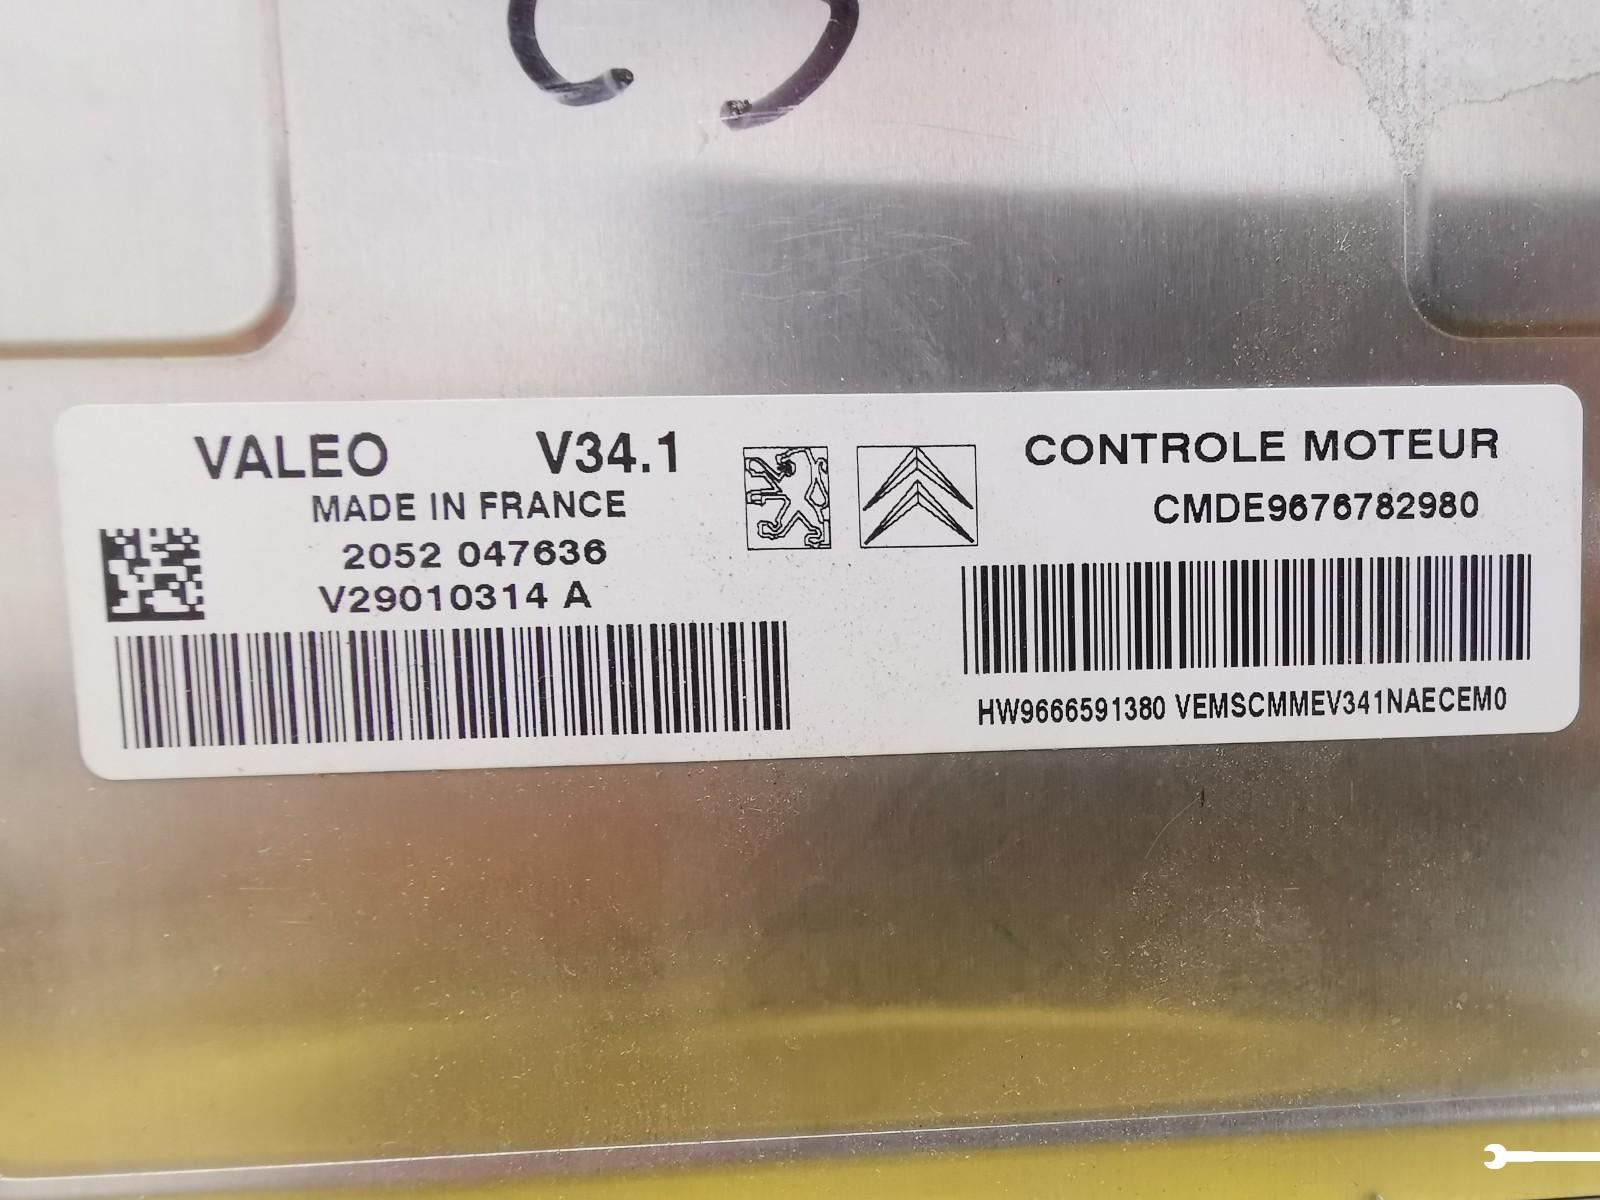 VALEO V34.1
MADE IN FRANCE
2052 047636
V29010314 A
CONTROLE MOTEUR
CMDE9676782980
HW9666591380 VEMSCMMEV341NAECEM0